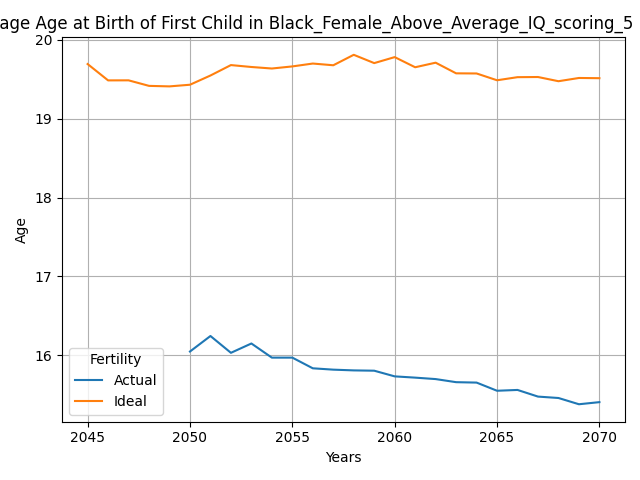 age Age at Birth of First Child in Black_Female_Above_Average_IQ_scoring_5
20
19
18
17
16
Age
Fertility
Actual
Ideal
2045 2050 2055 2060 2065 2070
Years